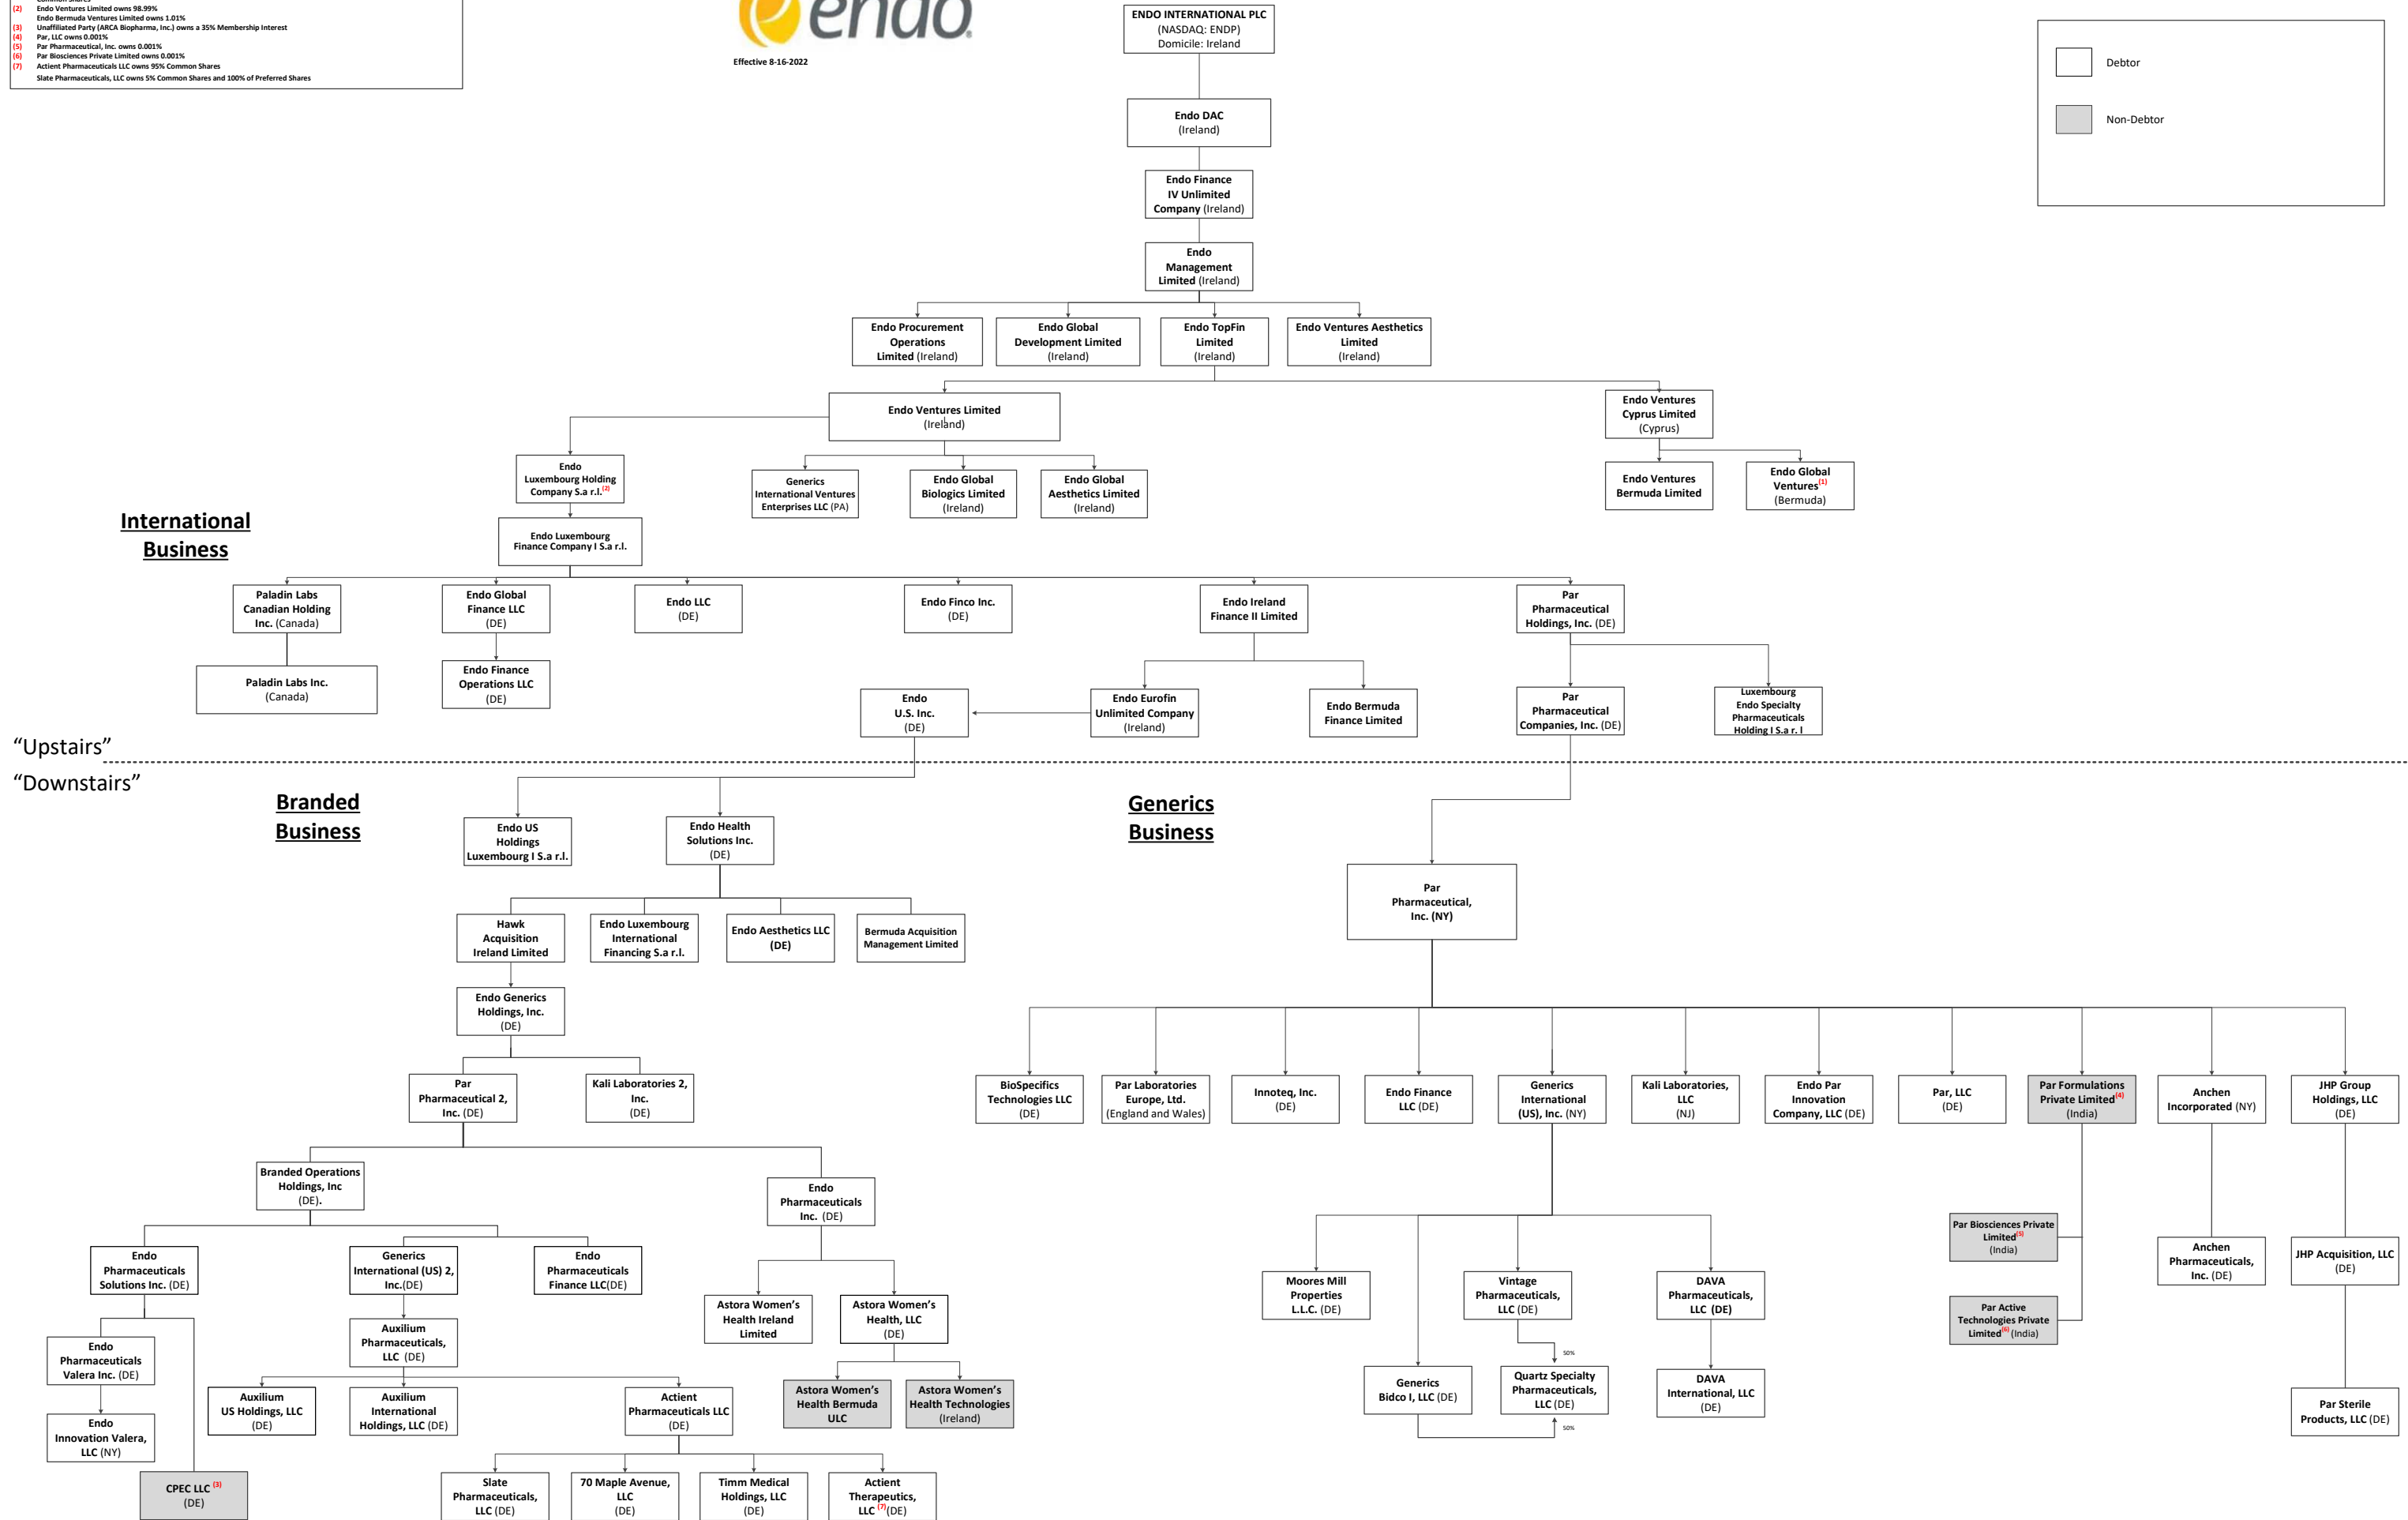 Common Shares
(2) Endo Ventures Limited owns 98.99%
Endo Bermuda Ventures Limited owns 1.01%
(3) Unaffiliated Party (ARCA Biopharma, Inc.) owns a 35% Membership Interest
(4) Par, LLC owns 0.001%
(5) Par Pharmaceutical, Inc. owns 0.001%
(6) Par Biosciences Private Limited owns 0.001%
(7) Actient Pharmaceuticals LLC owns 95% Common Shares
Slate Pharmaceuticals, LLC owns 5% Common Shares and 100% of Preferred Shares
endo
Effective 8-16-2022
ENDO INTERNATIONAL PLC
(NASDAQ: ENDP)
Domicile: Ireland
Debtor
Non-Debtor
Endo DAC
(Ireland)
Endo Finance
IV Unlimited
Company (Ireland)
Endo
Management
Limited (Ireland)
Endo Procurement
Operations
Limited (Ireland)
Endo Global
Development Limited
(Ireland)
Endo TopFin
Limited
(Ireland)
Endo Ventures Aesthetics
Limited
(Ireland)
Endo Ventures Limited
(Ireland)
Endo Ventures
Cyprus Limited
(Cyprus)
Endo
Luxembourg Holding
Company S.a r.l.(2)
Generics
International Ventures
Enterprises LLC (PA)
Endo Global
Biologics Limited
(Ireland)
Endo Global
Aesthetics Limited
(Ireland)
Endo Ventures
Bermuda Limited
Endo Global
Ventures(1)
(Bermuda)
International
Business
Endo Luxembourg
Finance Company I S.a r.l.
Paladin Labs
Canadian Holding
Inc. (Canada)
Endo Global
Finance LLC
(DE)
Endo LLC
(DE)
Endo Finco Inc.
(DE)
Endo Ireland
Finance II Limited
Par
Pharmaceutical
Holdings, Inc. (DE)
Paladin Labs Inc.
(Canada)
Endo Finance
Operations LLC
(DE)
Endo
U.S. Inc.
(DE)
Endo Eurofin
Unlimited Company
(Ireland)
Endo Bermuda
Finance Limited
Par
Pharmaceutical
Companies, Inc. (DE)
Luxembourg
Endo Specialty
Pharmaceuticals
Holding I S.a r. l
“Upstairs”
“Downstairs”
Branded
Business
Generics
Business
Endo US
Holdings
Luxembourg I S.a r.l.
Endo Health
Solutions Inc.
(DE)
Par
Pharmaceutical,
Inc. (NY)
Hawk
Acquisition
Ireland Limited
Endo Luxembourg
International
Financing S.a r.l.
Endo Aesthetics LLC
(DE)
Bermuda Acquisition
Management Limited
Endo Generics
Holdings, Inc.
(DE)
Par
Pharmaceutical 2,
Inc. (DE)
Kali Laboratories 2,
Inc.
(DE)
BioSpecifics
Technologies LLC
(DE)
Par Laboratories
Europe, Ltd.
(England and Wales)
Innoteq, Inc.
(DE)
Endo Finance
LLC (DE)
Generics
International
(US), Inc. (NY)
Kali Laboratories,
LLC
(NJ)
Endo Par
Innovation
Company, LLC (DE)
Par, LLC
(DE)
Par Formulations
Private Limited(4)
(India)
Anchen
Incorporated (NY)
JHP Group
Holdings, LLC
(DE)
Branded Operations
Holdings, Inc
(DE).
Endo
Pharmaceuticals
Inc. (DE)
Par Biosciences Private
Limited(5)
(India)
Endo
Pharmaceuticals
Solutions Inc. (DE)
Generics
International (US) 2,
Inc.(DE)
Endo
Pharmaceuticals
Finance LLC(DE)
Anchen
Pharmaceuticals,
Inc. (DE)
JHP Acquisition, LLC
(DE)
Moores Mill
Properties
L.L.C. (DE)
Vintage
Pharmaceuticals,
LLC (DE)
DAVA
Pharmaceuticals,
LLC (DE)
Astora Women’s
Health Ireland
Limited
Astora Women’s
Health, LLC
(DE)
Par Active
Technologies Private
Limited(6) (India)
Auxilium
Pharmaceuticals,
LLC (DE)
Endo
Pharmaceuticals
Valera Inc. (DE)
50%
Generics
Bidco I, LLC (DE)
Quartz Specialty
Pharmaceuticals,
LLC (DE)
DAVA
International, LLC
(DE)
50%
Auxilium
US Holdings, LLC
(DE)
Auxilium
International
Holdings, LLC (DE)
Actient
Pharmaceuticals LLC
(DE)
Astora Women’s
Health Bermuda
ULC
Astora Women’s
Health Technologies
(Ireland)
Par Sterile
Products, LLC (DE)
Endo
Innovation Valera,
LLC (NY)
CPEC LLC (3)
(DE)
Slate
Pharmaceuticals,
LLC (DE)
70 Maple Avenue,
LLC
(DE)
Timm Medical
Holdings, LLC
(DE)
Actient
Therapeutics,
LLC (7)(DE)